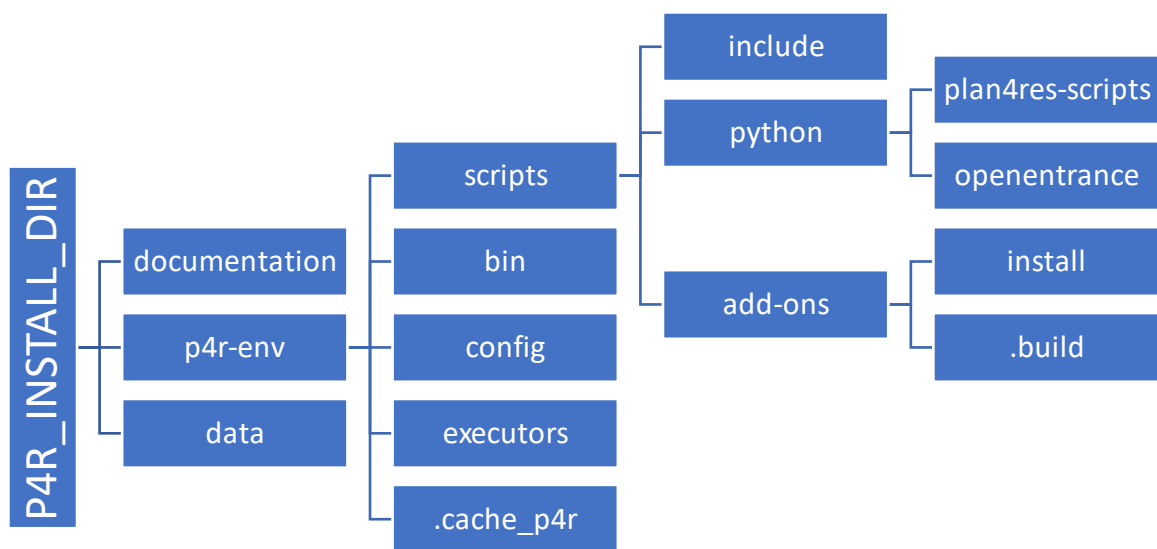 P4R_INSTALL_DIR
documentation
p4r-env
data
scripts
bin
config
executors
.cache_p4r
include
python
add-ons
plan4res-scripts
openentrance
install
.build